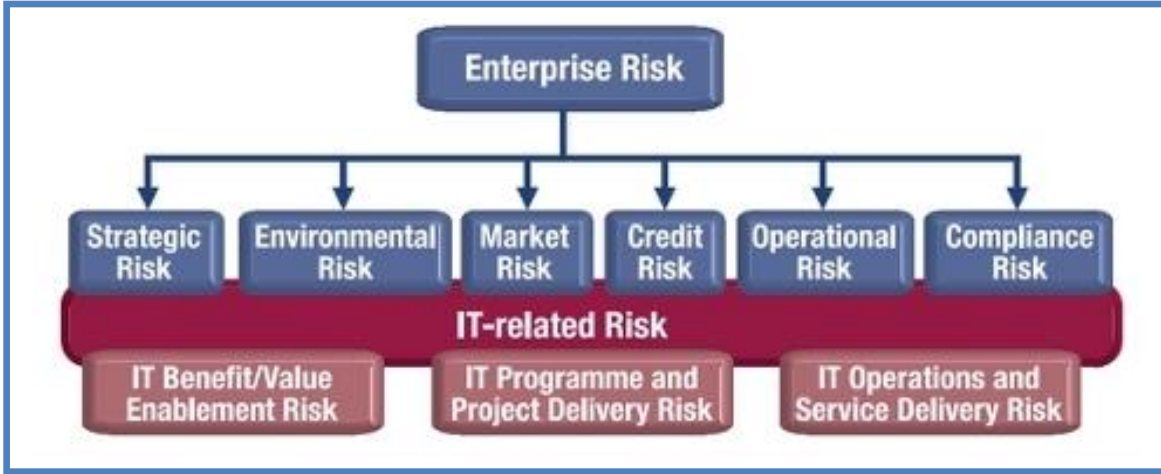 Enterprise Risk
Strategic
Risk
Environmental
Risk
Market
Risk
Credit
Risk
Operational
Risk
Compliance
Risk
IT-related Risk
IT Benefit/Value
Enablement Risk
IT Programme and
Project Delivery Risk
IT Operations and
Service Delivery Risk